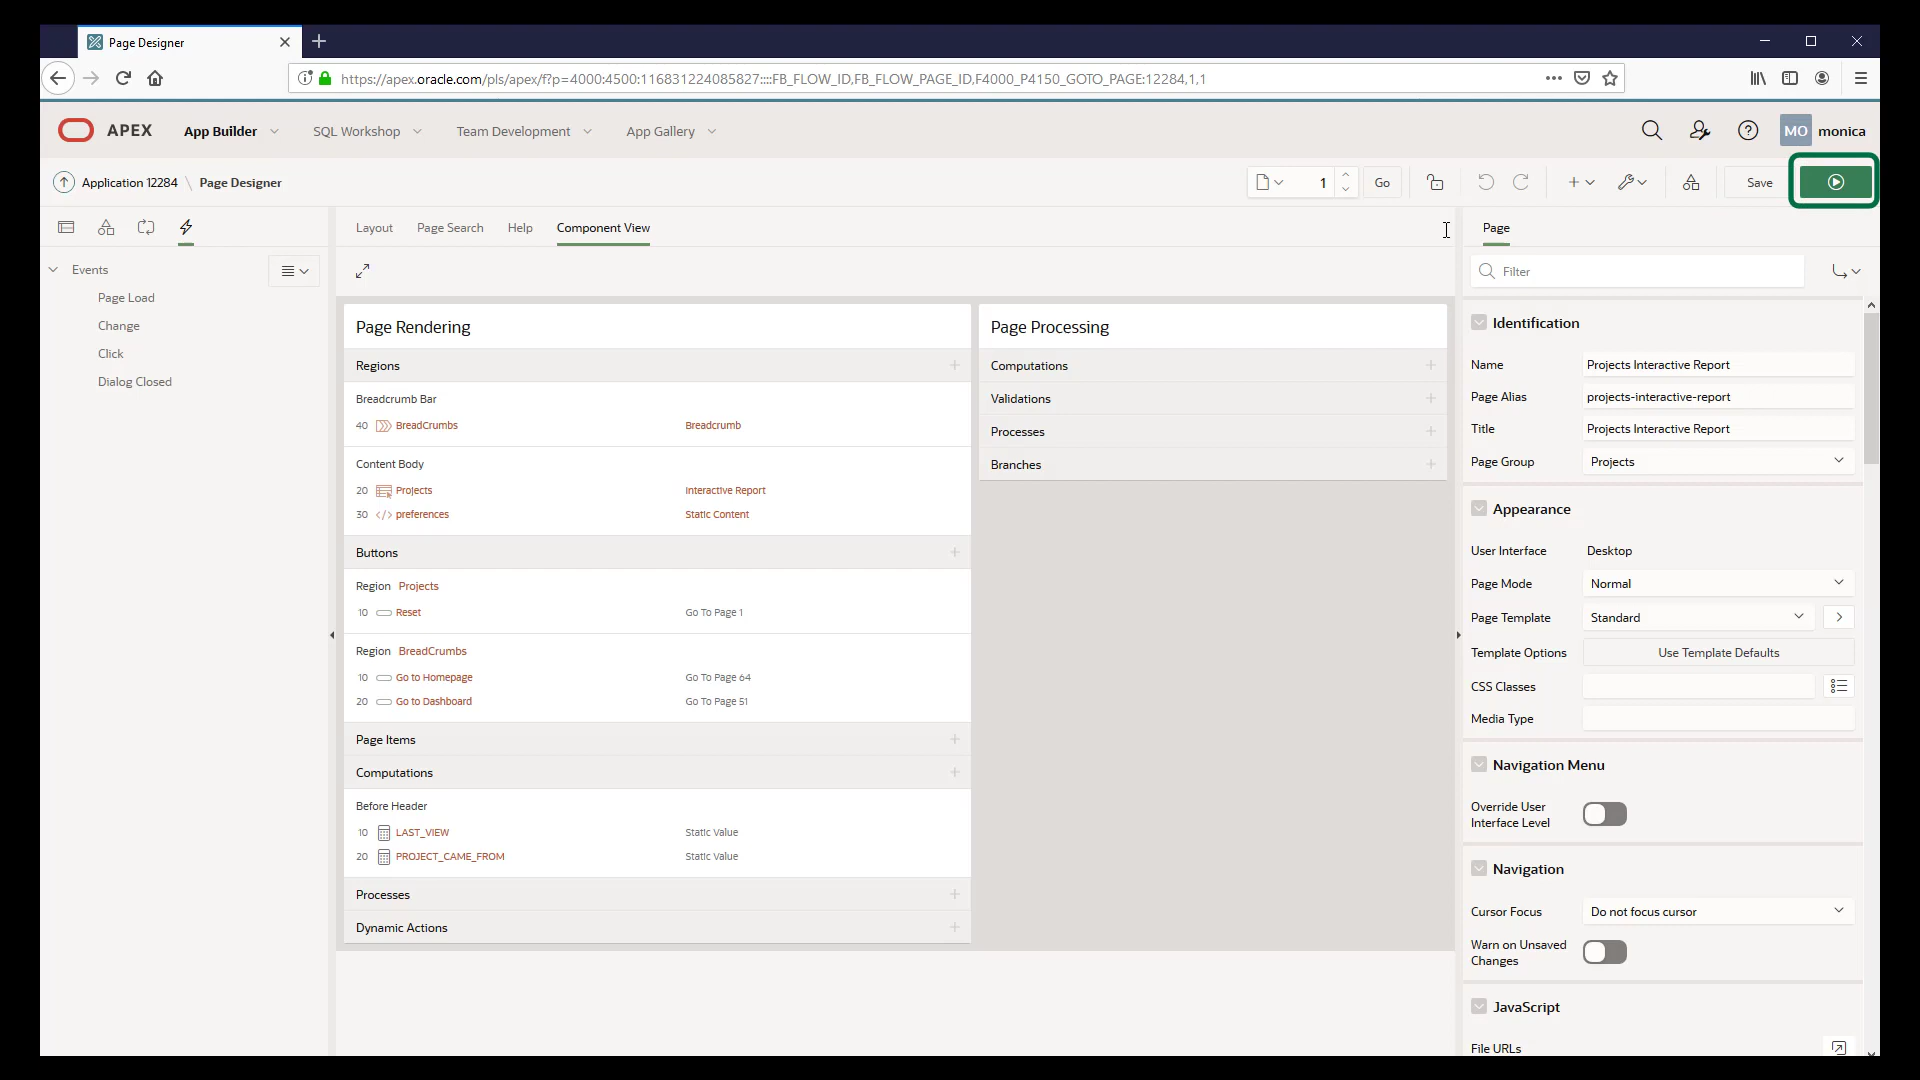 Page Designer
https://apex.oracle.com/pls/apex/f?p=4000:4500:116831224085827::::FB_FLOW_ID,FB_FLOW_PAGE_ID,F4000_P4150_GOTO_PAGE:12284,1,1
APEX App Builder SQL Workshop Team Development App Gallery MO monica
Application 12284 \ Page Designer 1 Go Save
Layout Page Search Help Component View
Events
Page Load
Change
Click
Dialog Closed
Page Rendering
Regions
Breadcrumb Bar
40 BreadCrumbs Breadcrumb
Content Body
20 Projects Interactive Report
30 </> preferences Static Content
Buttons
Region Projects
10 Reset Go To Page 1
Region BreadCrumbs
10 Go to Homepage Go To Page 64
20 Go to Dashboard Go To Page 51
Page Items
Computations
Before Header
10 LAST_VIEW Static Value
20 PROJECT_CAME_FROM Static Value
Processes
Dynamic Actions
Page Processing
Computations
Validations
Processes
Branches
Page
Filter
Identification
Name Projects Interactive Report
Page Alias projects-interactive-report
Title Projects Interactive Report
Page Group Projects
Appearance
User Interface Desktop
Page Mode Normal
Page Template Standard
Template Options Use Template Defaults
CSS Classes
Media Type
Navigation Menu
Override User
Interface Level
Navigation
Cursor Focus Do not focus cursor
Warn on Unsaved
Changes
JavaScript
File URLs